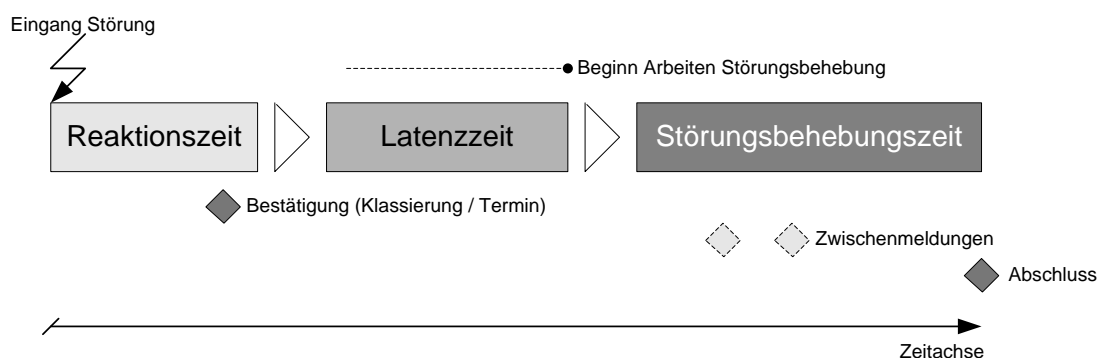 Eingang Störung
Beginn Arbeiten Störungsbehebung
Reaktionszeit
Latenzzeit
Störungsbehebungszeit
Bestätigung (Klassierung / Termin)
Zwischenmeldungen
Abschluss
Zeitachse